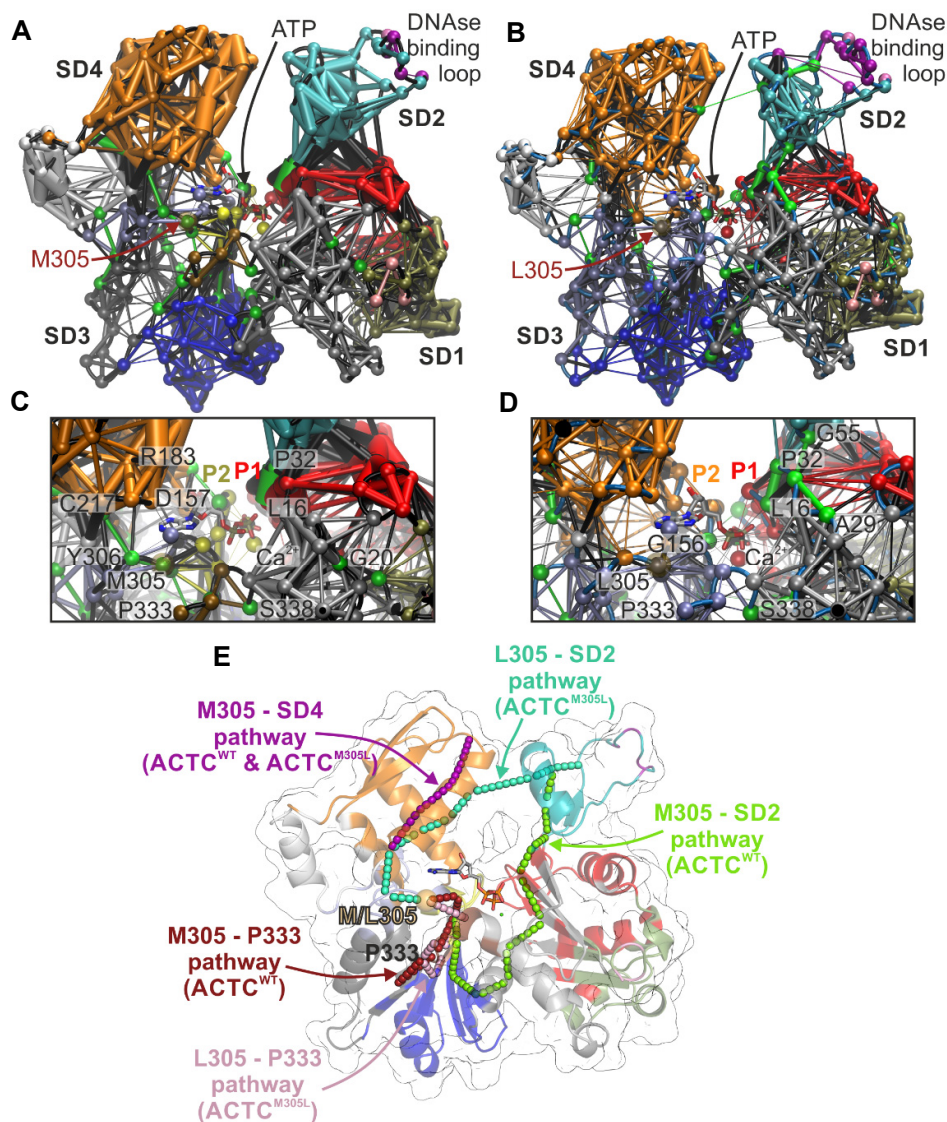 A
ATP
DNAse
binding
loop
SD4
SD2
M305
SD3
SD1
B
ATP
DNAse
binding
loop
SD4
SD2
L305
SD3
SD1
C
R183
P2
P1
P32
C217
D157
L16
Y306
Ca2+
G20
M305
P333
S338
D
G55
P2
P1
P32
L16
A29
G156
Ca2+
L305
P333
S338
E
L305 - SD2
pathway
(ACTCM305L)
M305 - SD4
pathway
(ACTCWT & ACTCM305L)
M305 - SD2
pathway
(ACTCWT)
M/L305
P333
M305 - P333
pathway
(ACTCWT)
L305 - P333
pathway
(ACTCM305L)